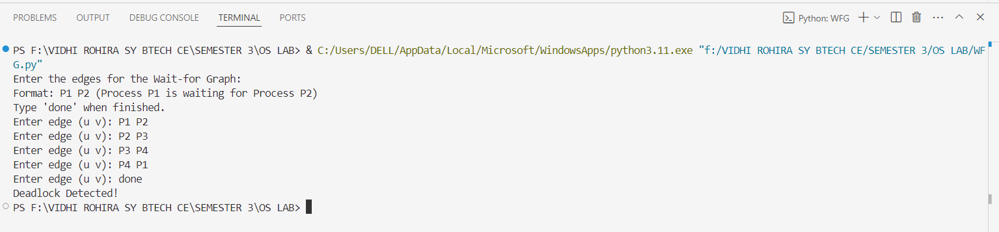 PROBLEMS OUTPUT DEBUG CONSOLE TERMINAL PORTS Python: WFG
PS F:\VIDHI ROHIRA SY BTECH CE\SEMESTER 3\OS LAB> & C:/Users/DELL/AppData/Local/Microsoft/WindowsApps/python3.11.exe "f:/VIDHI ROHIRA SY BTECH CE/SEMESTER 3/OS LAB/WF
G.py"
Enter the edges for the Wait-for Graph:
Format: P1 P2 (Process P1 is waiting for Process P2)
Type 'done' when finished.
Enter edge (u v): P1 P2
Enter edge (u v): P2 P3
Enter edge (u v): P3 P4
Enter edge (u v): P4 P1
Enter edge (u v): done
Deadlock Detected!
PS F:\VIDHI ROHIRA SY BTECH CE\SEMESTER 3\OS LAB>